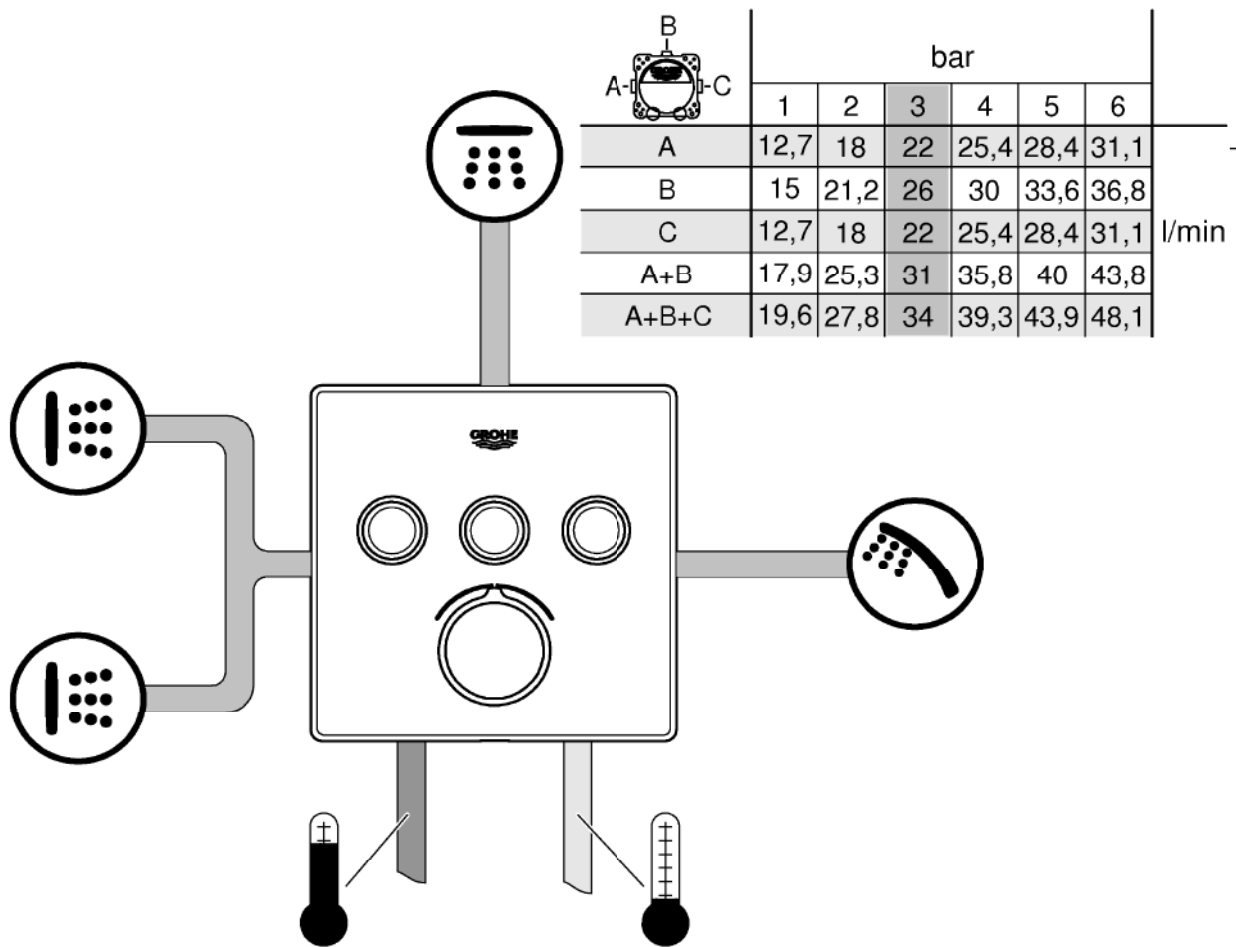 B
A- -C
bar
1 2 3 4 5 6
A 12,7 18 22 25,4 28,4 31,1
B 15 21,2 26 30 33,6 36,8
C 12,7 18 22 25,4 28,4 31,1 l/min
A+B 17,9 25,3 31 35,8 40 43,8
A+B+C 19,6 27,8 34 39,3 43,9 48,1
GROHE